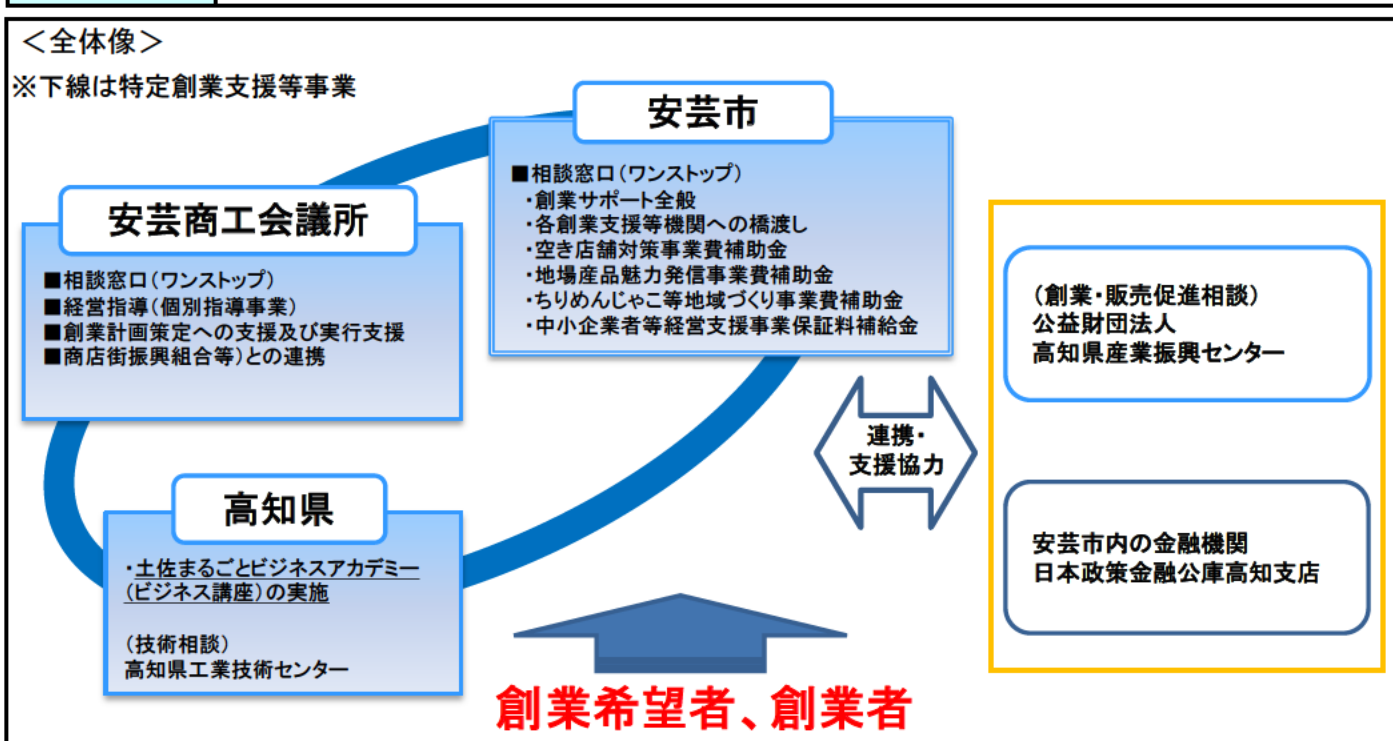 ＜全体像＞
※下線は特定創業支援等事業
安芸市
■相談窓口（ワンストップ）
・創業サポート全般
・各創業支援等機関への橋渡し
・空き店舗対策事業費補助金
・地場産品魅力発信事業費補助金
・ちりめんじゃこ等地域づくり事業費補助金
・中小企業者等経営支援事業保証料補給金
安芸商工会議所
■相談窓口（ワンストップ）
■経営指導（個別指導事業）
■創業計画策定への支援及び実行支援
■商店街振興組合等）との連携
高知県
・土佐まるごとビジネスアカデミー
（ビジネス講座）の実施
（技術相談）
高知県工業技術センター
連携・
支援協力
（創業・販売促進相談）
公益財団法人
高知県産業振興センター
安芸市内の金融機関
日本政策金融公庫高知支店
創業希望者、創業者